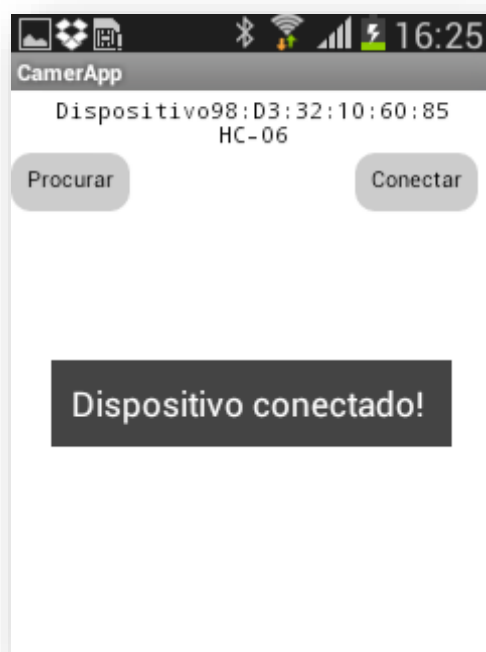 16:25
CamerApp
Dispositivo98:D3:32:10:60:85
HC-06
Procurar Conectar
Dispositivo conectado!